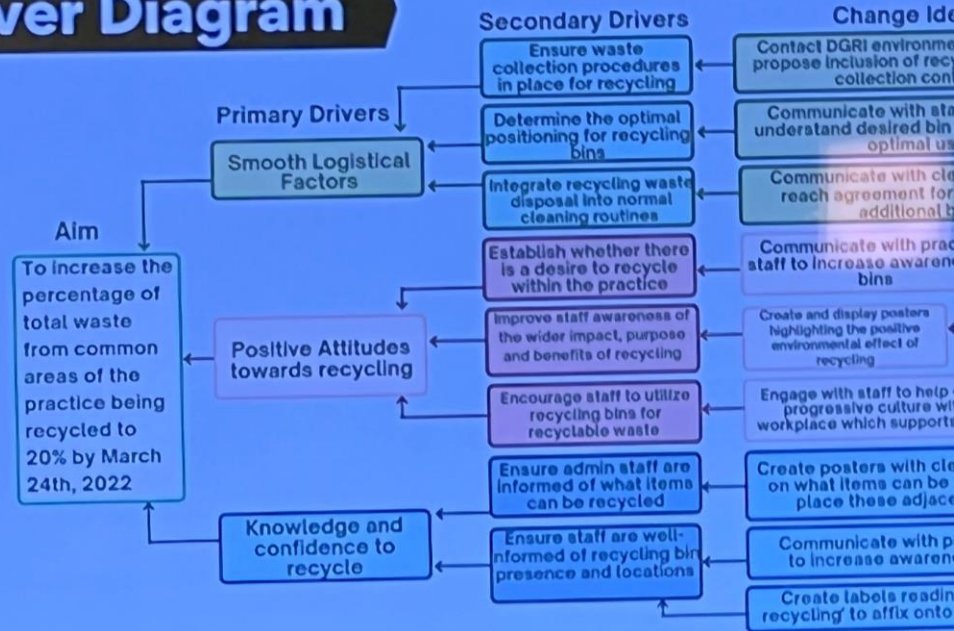 ver Diagram
Secondary Drivers
Change Ide
Primary Drivers
Aim
To increase the
percentage of
total waste
from common
areas of the
practice being
recycled to
20% by March
24th, 2022
Smooth Logistical
Factors
Positive Attitudes
towards recycling
Knowledge and
confidence to
recycle
Ensure waste
collection procedures
in place for recycling
Determine the optimal
positioning for recycling
bins
Integrate recycling waste
disposal into normal
cleaning routines
Establish whether there
is a desire to recycle
within the practice
Improve staff awareness of
the wider impact, purpose
and benefits of recycling
Encourage staff to utilize
recycling bins for
recyclable waste
Ensure admin staff are
informed of what items
can be recycled
Ensure staff are well-
nformed of recycling bin
presence and locations
Contact DGRI environme
propose inclusion of recy
collection con
Communicate with sta
understand desired bin
optimal us
Communicate with cle
reach agreement for
additional b
Communicate with prac
staff to increase awaren
bins
Create and display posters
highlighting the positive
environmental effect of
recycling
Engage with staff to help
progressive culture wi
workplace which support
Create posters with cle
on what items can be
place these adjac
Communicate with p
to increase awaren
Create labels readin
recycling' to affix onto